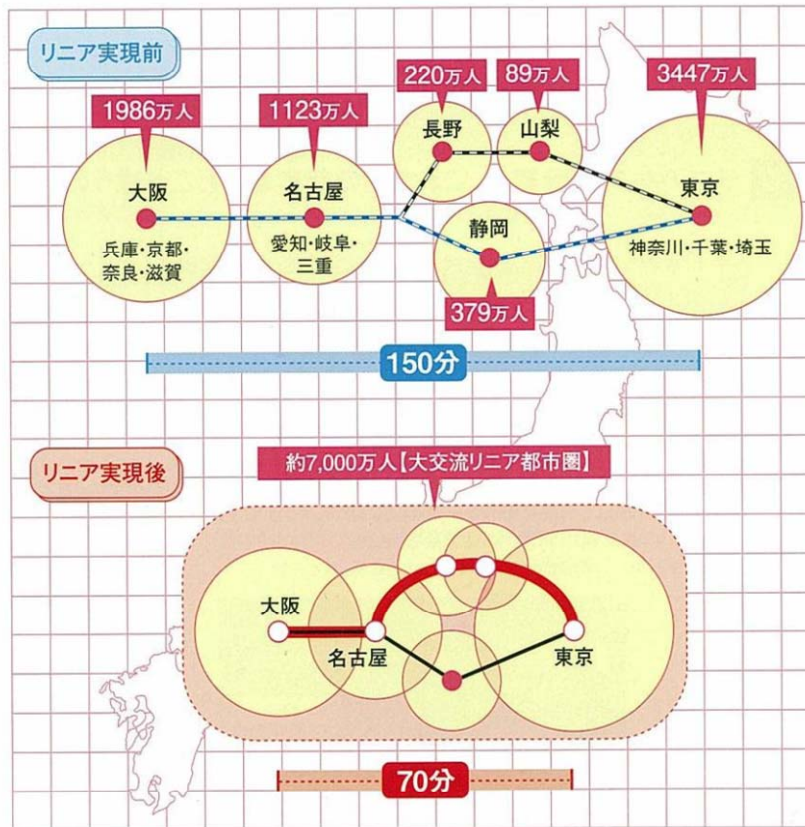 リニア実現前
220万人
89万人
3447万人
1986万人
1123万人
長野
山梨
大阪
名古屋
東京
兵庫・京都・
奈良・滋賀
愛知・岐阜・
三重
静岡
神奈川・千葉・埼玉
379万人
150分
リニア実現後
約7,000万人【大交流リニア都市圏】
大阪
名古屋
東京
70分